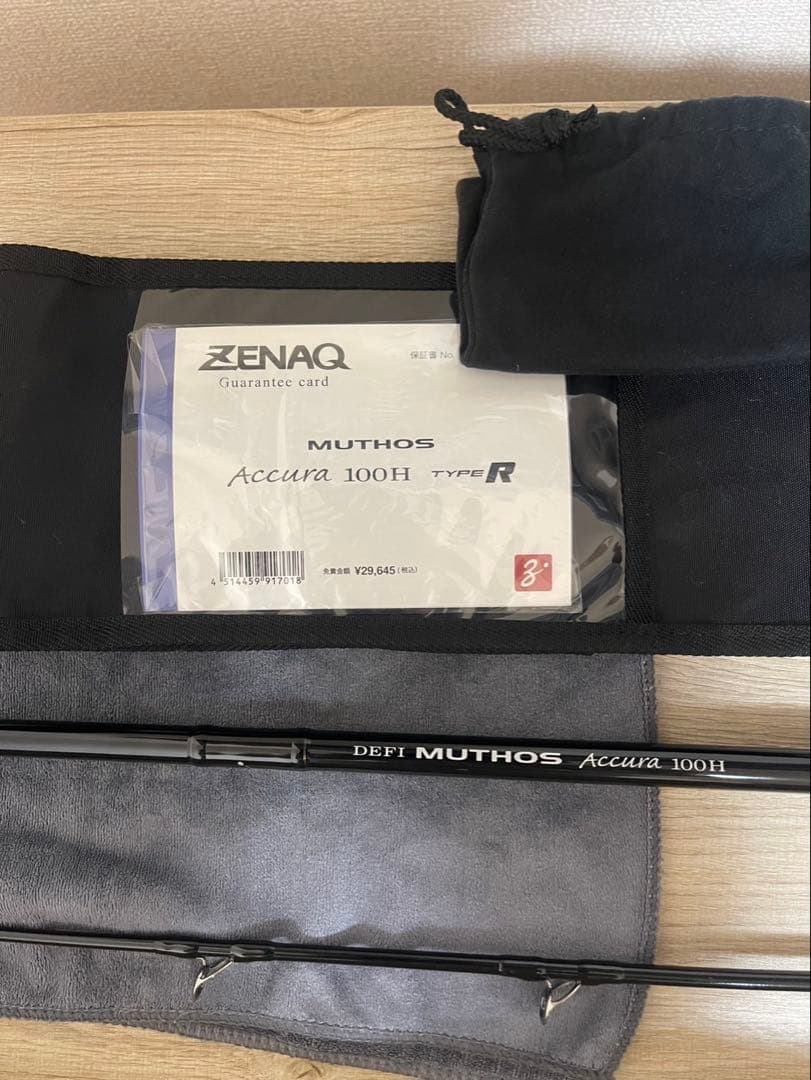 ZENAQ
保証書 No.
Guarantee card
MUTHOS
Accura 100H TYPE R
4 514459 917018
免責金額 ¥29,645 (税込)
DEFI MUTHOS Accura 100H